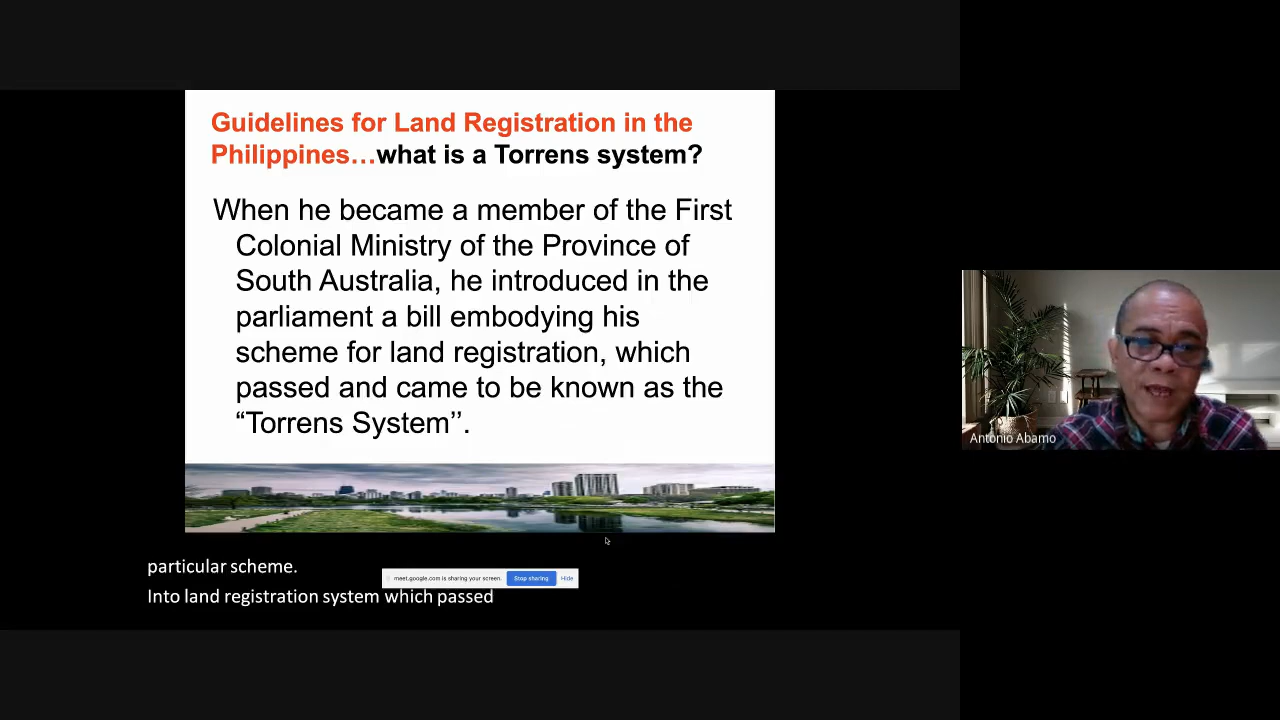 Guidelines for Land Registration in the
Philippines…what is a Torrens system?
When he became a member of the First
Colonial Ministry of the Province of
South Australia, he introduced in the
parliament a bill embodying his
scheme for land registration, which
passed and came to be known as the
“Torrens System’’.
Antonio Abamo
particular scheme.
meet.google.com is sharing your screen. Stop sharing Hide
Into land registration system which passed